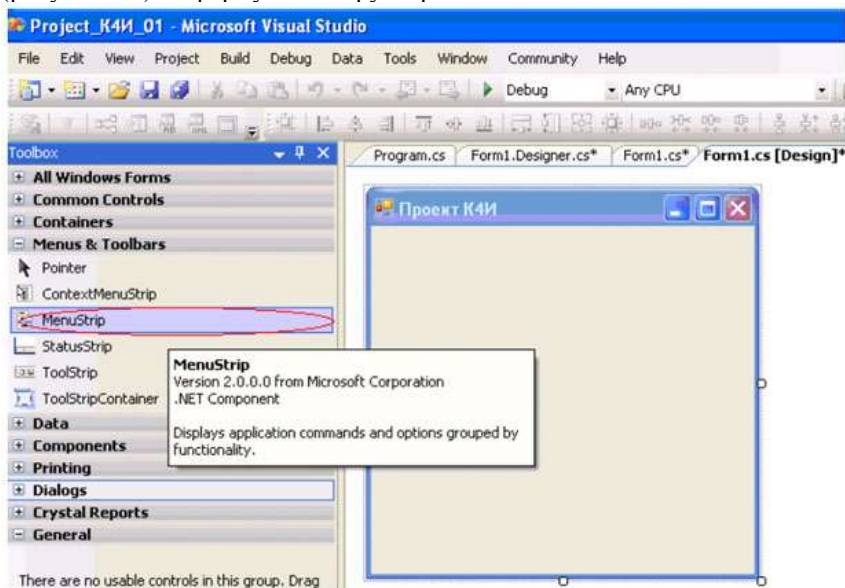 Project_К4И_01 - Microsoft Visual Studio
File Edit View Project Build Debug Data Tools Window Community Help
Debug Any CPU
Toolbox
Program.cs Form1.Designer.cs* Form1.cs* Form1.cs [Design]*
All Windows Forms
Common Controls
Containers
Menus & Toolbars
Pointer
ContextMenuStrip
MenuStrip
StatusStrip
ToolStrip
ToolStripContainer
Data
Components
Printing
Dialogs
Crystal Reports
General
There are no usable controls in this group. Drag
Проект К4И
MenuStrip
Version 2.0.0.0 from Microsoft Corporation
.NET Component
Displays application commands and options grouped by
functionality.